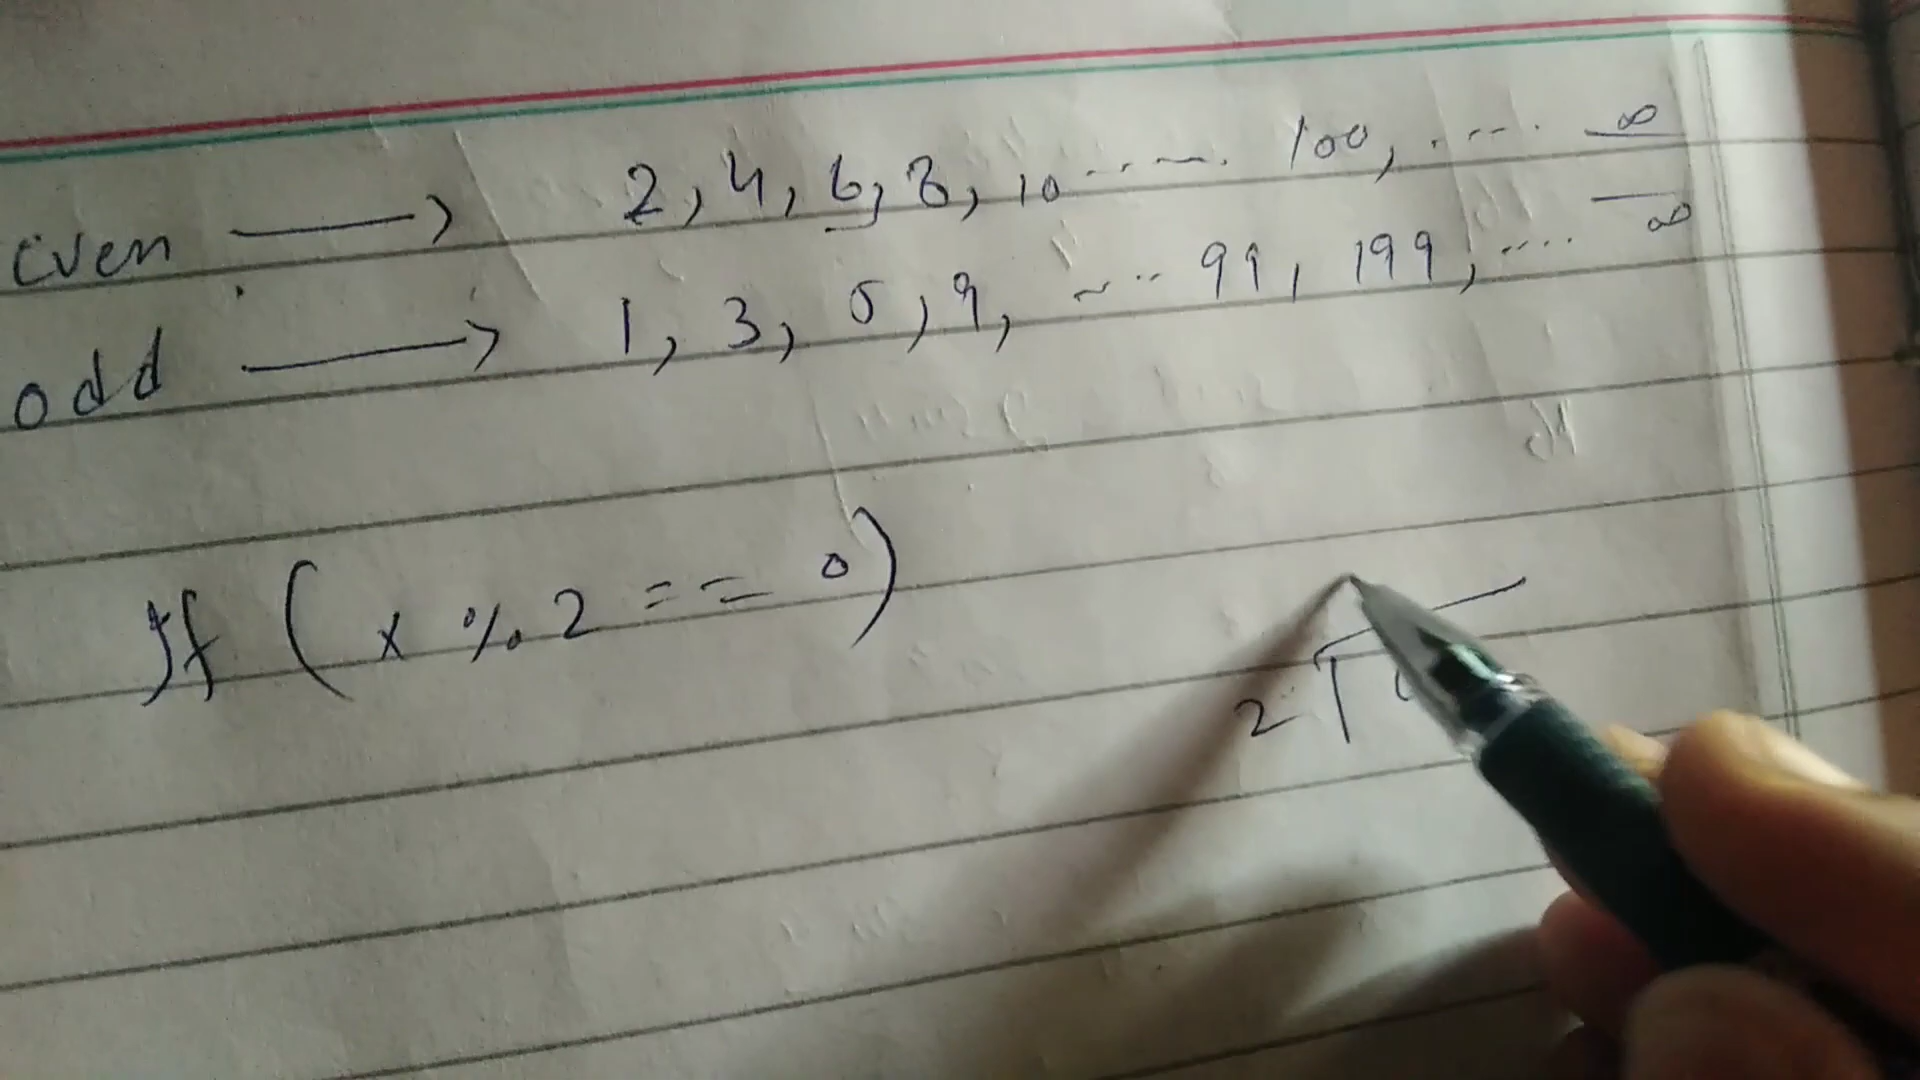 Even → 2, 4, 6, 8, 10 ...... 100, ..... ∞
odd → 1, 3, 5, 9, .... 99, 199, .... ∞
If ( x % 2 == 0 )
2